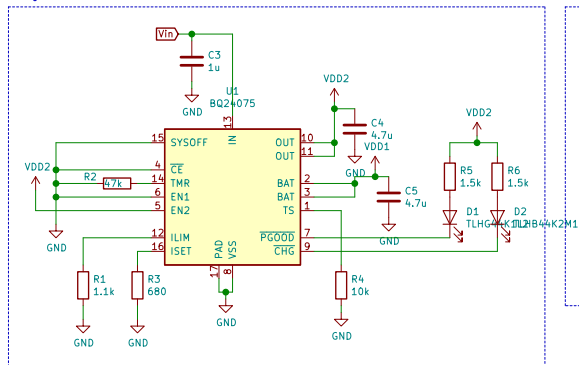 Vin
C3
1u
GND
U1
BQ24075
VDD2
C4
4.7u
GND
VDD1
C5
4.7u
GND
VDD2
R5
1.5k
R6
1.5k
D1
D2
13
IN
15
SYSOFF
4
CE
R2
47k
14
TMR
6
EN1
5
EN2
VDD2
GND
12
ILIM
16
ISET
OUT
10
OUT
11
BAT
2
BAT
3
TS
1
PGOOD
7
CHG
9
PAD
17
VSS
8
R1
1.1k
GND
R3
680
GND
GND
R4
10k
GND